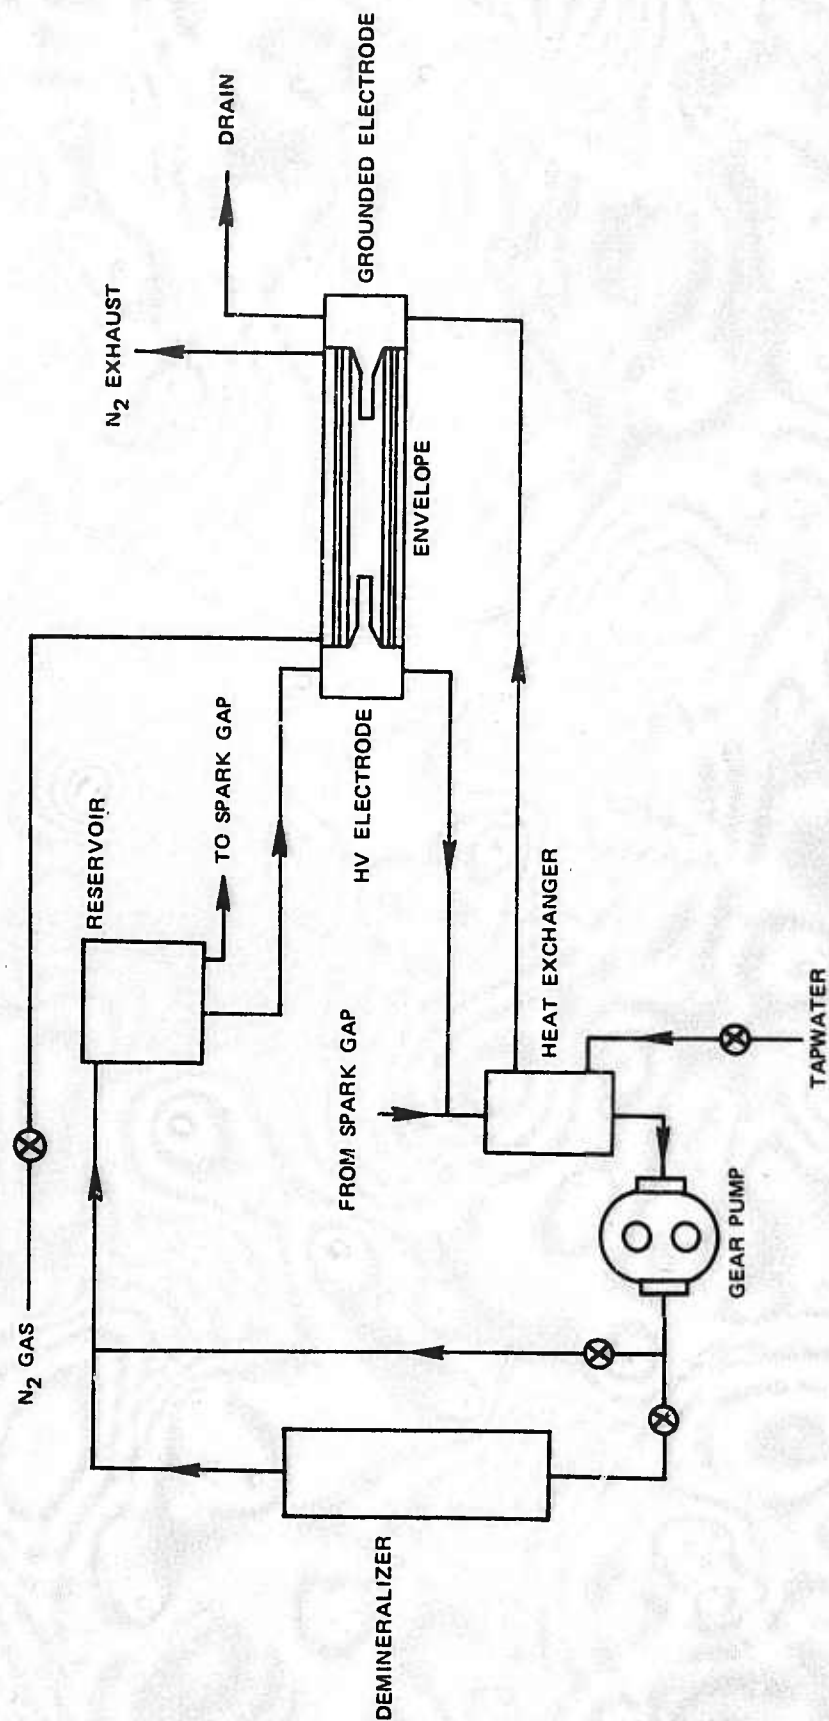 N2 GAS
N2 EXHAUST
DRAIN
RESERVOIR
TO SPARK GAP
GROUNDED ELECTRODE
HV ELECTRODE
ENVELOPE
FROM SPARK GAP
DEMINERALIZER
HEAT EXCHANGER
GEAR PUMP
TAPWATER